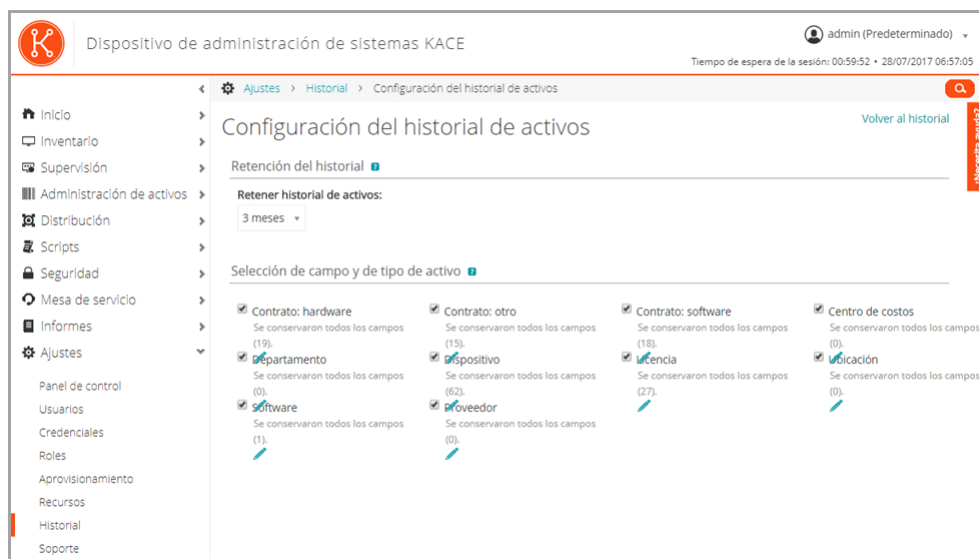 Dispositivo de administración de sistemas KACE
admin (Predeterminado)
Tiempo de espera de la sesión: 00:59:52 • 28/07/2017 06:57:05
Ajustes > Historial > Configuración del historial de activos
¿Necesita ayuda?
Inicio
Inventario
Supervisión
Administración de activos
Distribución
Scripts
Seguridad
Mesa de servicio
Informes
Ajustes
Panel de control
Usuarios
Credenciales
Roles
Aprovisionamiento
Recursos
Historial
Soporte
Configuración del historial de activos
Volver al historial
Retención del historial
Retener historial de activos:
3 meses
Selección de campo y de tipo de activo
Contrato: hardware
Se conservaron todos los campos
(19).
Contrato: otro
Se conservaron todos los campos
(15).
Contrato: software
Se conservaron todos los campos
(18).
Centro de costos
Se conservaron todos los campos
(0).
Departamento
Se conservaron todos los campos
(0).
Dispositivo
Se conservaron todos los campos
(62).
Licencia
Se conservaron todos los campos
(27).
Ubicación
Se conservaron todos los campos
(0).
Software
Se conservaron todos los campos
(1).
Proveedor
Se conservaron todos los campos
(0).